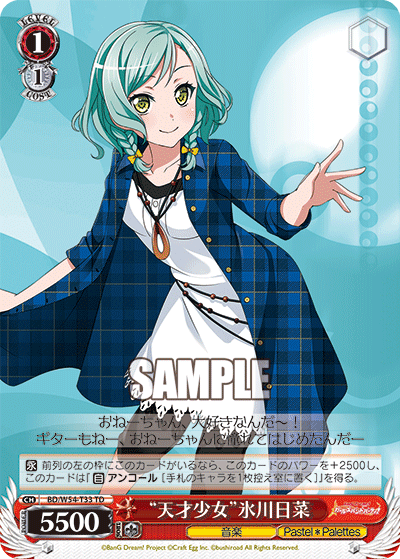 LEVEL
1
1
COST
SAMPLE
おねーちゃん、大好きなんだ~!
ギターもねー、おねーちゃんに憧れてはじめたんだー
永 前列の左の枠にこのカードがいるなら、このカードのパワーを+2500し、
このカードは『自 アンコール [手札のキャラを1枚控え室に置く]』を得る。
CH BD/W54-T33 TD
5500
“天才少女”氷川日菜
音楽 Pastel*Palettes
©BanG Dream! Project ©Craft Egg Inc. ©bushiroad All Rights Reserved.